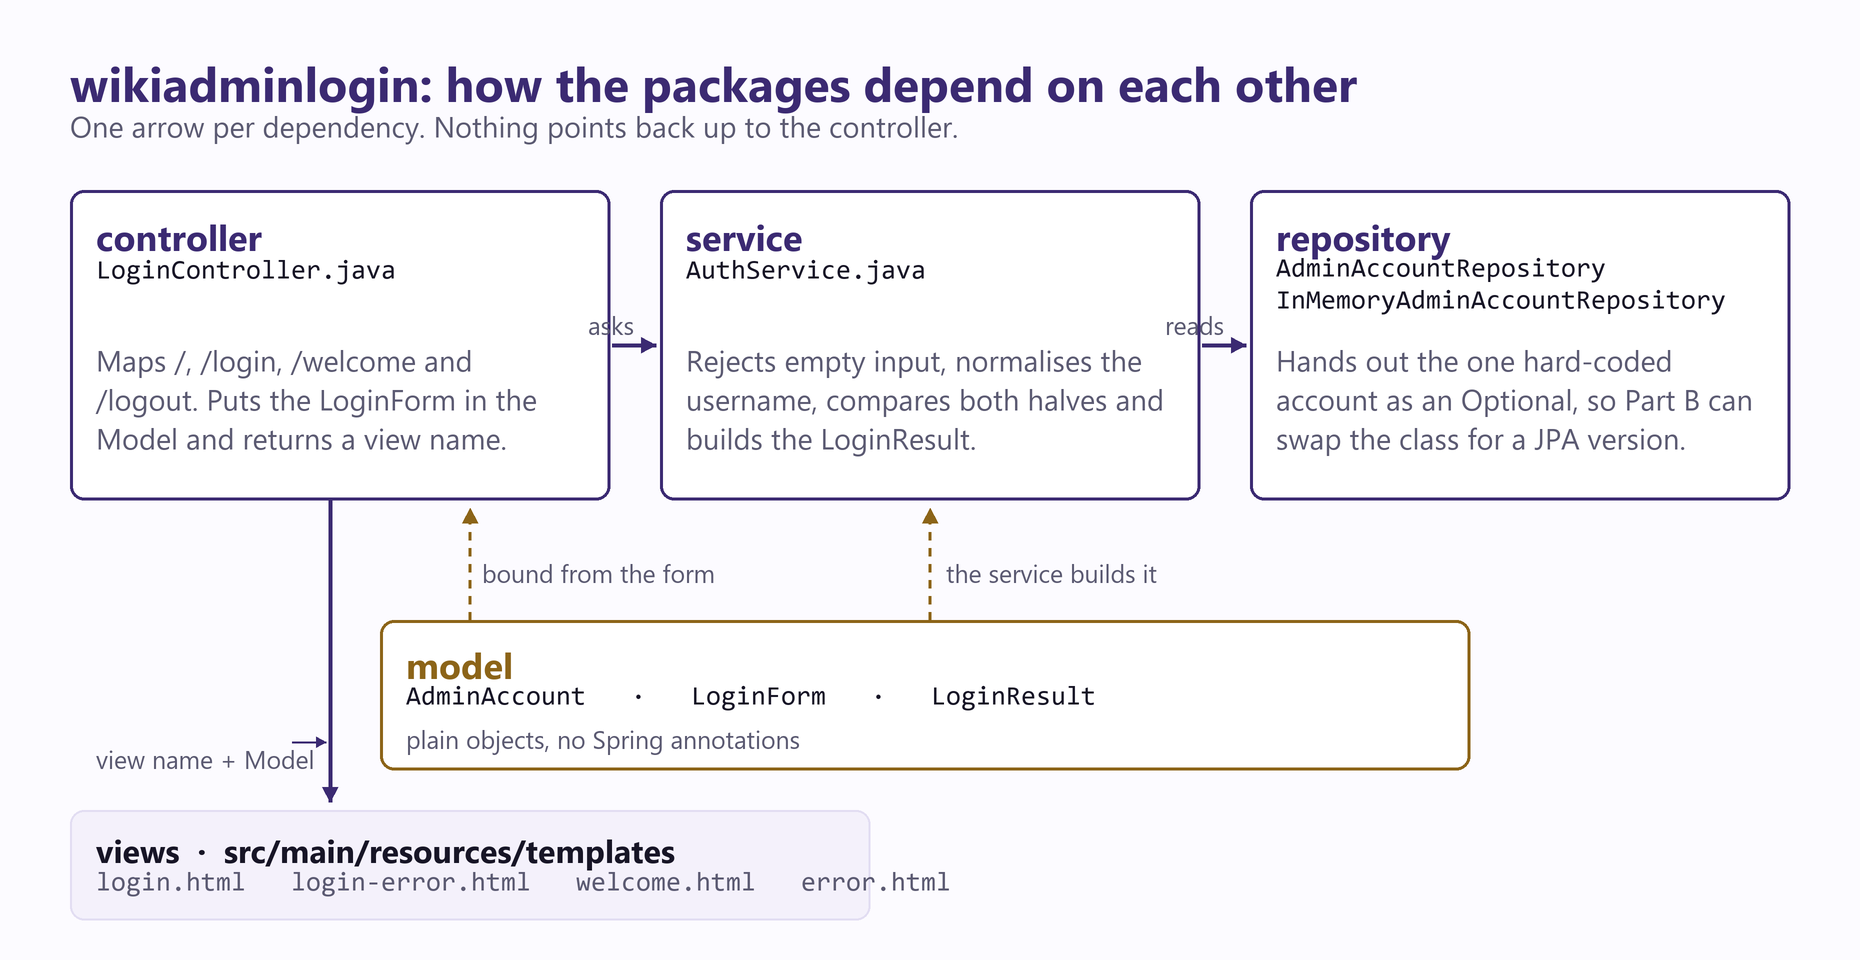 wikiadminlogin: how the packages depend on each other
One arrow per dependency. Nothing points back up to the controller.
controller
LoginController.java
Maps /, /login, /welcome and
/logout. Puts the LoginForm in the
Model and returns a view name.
asks
service
AuthService.java
Rejects empty input, normalises the
username, compares both halves and
builds the LoginResult.
reads
repository
AdminAccountRepository
InMemoryAdminAccountRepository
Hands out the one hard-coded
account as an Optional, so Part B can
swap the class for a JPA version.
bound from the form
the service builds it
model
AdminAccount · LoginForm · LoginResult
plain objects, no Spring annotations
view name + Model
views · src/main/resources/templates
login.html login-error.html welcome.html error.html